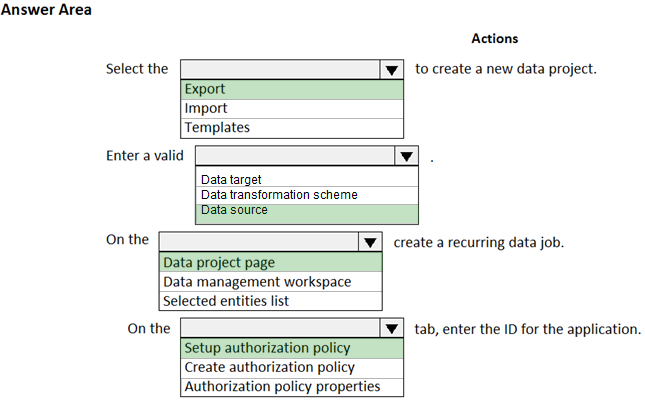 Answer Area
Actions
Select the to create a new data project.
Export
Import
Templates
Enter a valid .
Data target
Data transformation scheme
Data source
On the create a recurring data job.
Data project page
Data management workspace
Selected entities list
On the tab, enter the ID for the application.
Setup authorization policy
Create authorization policy
Authorization policy properties